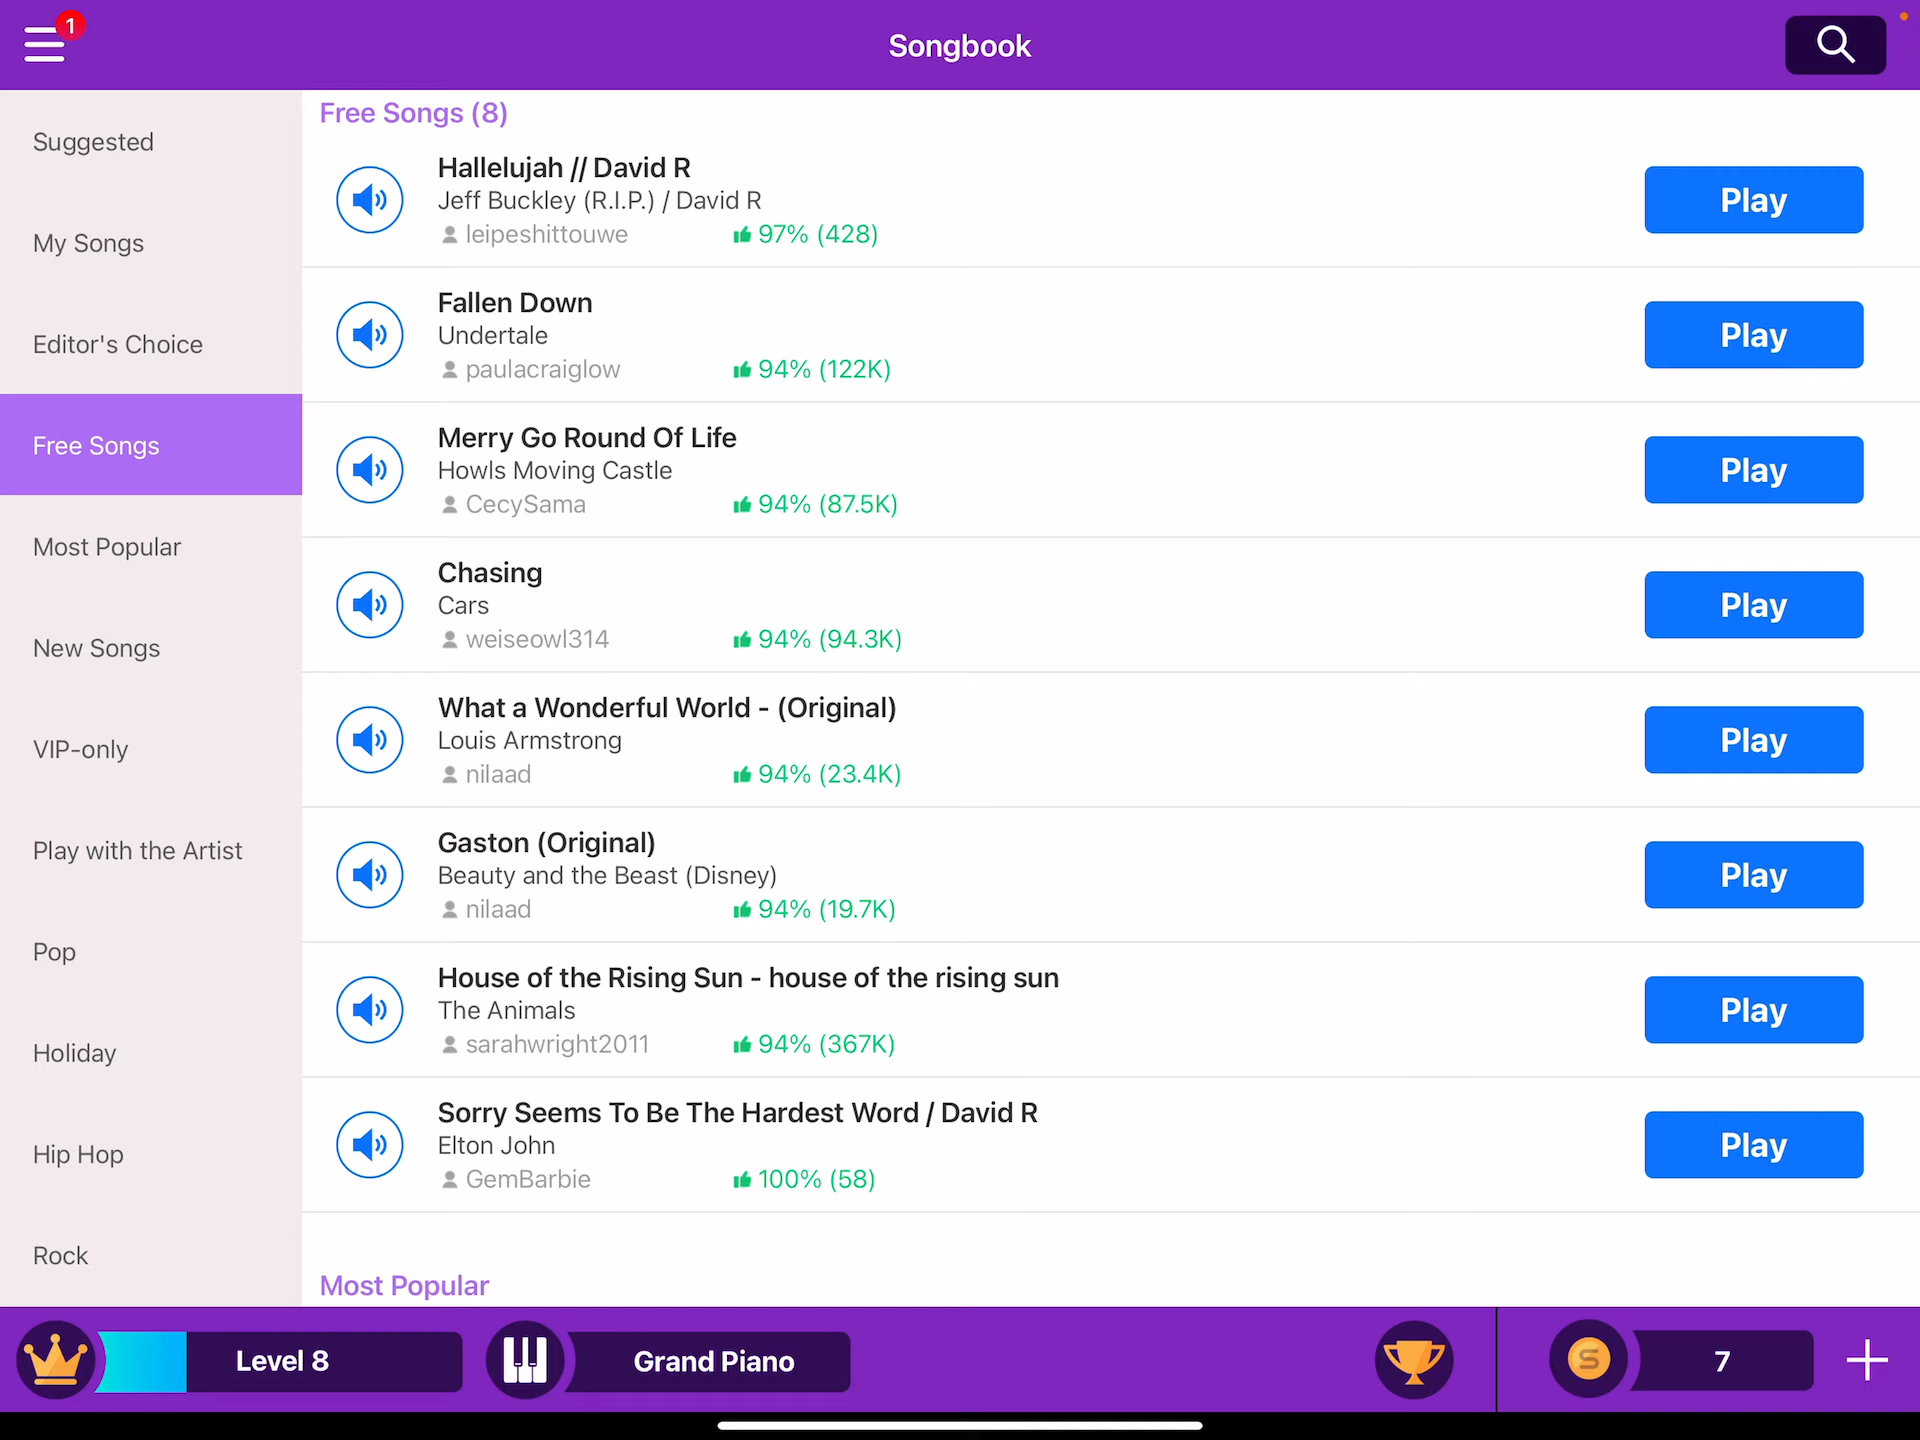 1
Songbook
Suggested
My Songs
Editor's Choice
Free Songs
Most Popular
New Songs
VIP-only
Play with the Artist
Pop
Holiday
Hip Hop
Rock
Free Songs (8)
Hallelujah // David R
Jeff Buckley (R.I.P.) / David R
leipeshittouwe 97% (428)
Play
Fallen Down
Undertale
paulacraiglow 94% (122K)
Play
Merry Go Round Of Life
Howls Moving Castle
CecySama 94% (87.5K)
Play
Chasing
Cars
weiseowl314 94% (94.3K)
Play
What a Wonderful World - (Original)
Louis Armstrong
nilaad 94% (23.4K)
Play
Gaston (Original)
Beauty and the Beast (Disney)
nilaad 94% (19.7K)
Play
House of the Rising Sun - house of the rising sun
The Animals
sarahwright2011 94% (367K)
Play
Sorry Seems To Be The Hardest Word / David R
Elton John
GemBarbie 100% (58)
Play
Most Popular
Level 8
Grand Piano
S
7